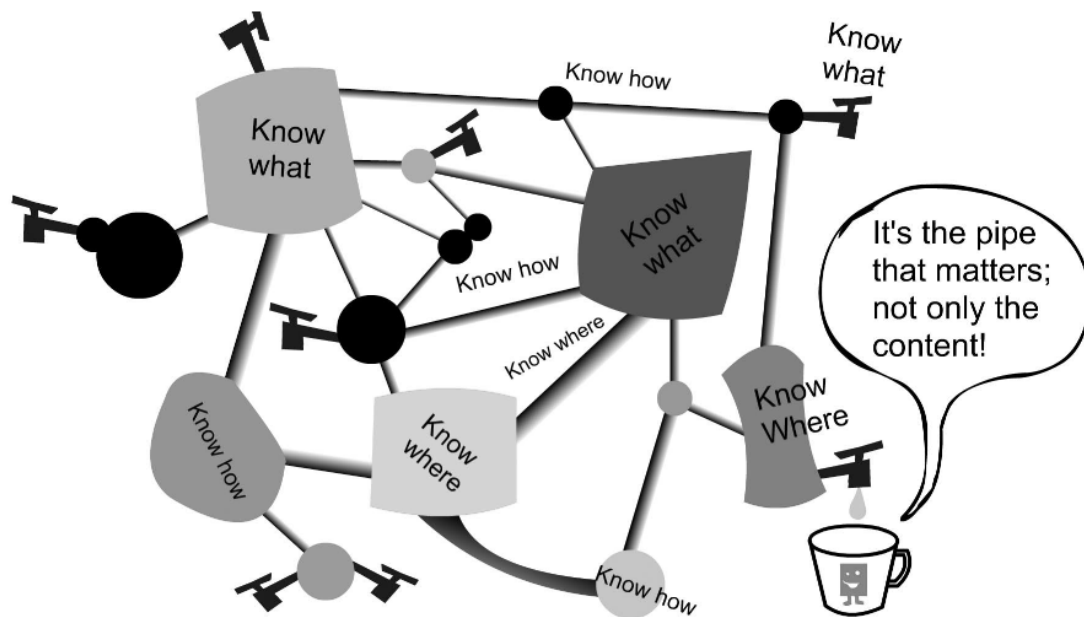 Know
what
Know how
Know
what
Know
what
Know how
Know where
It's the pipe
that matters;
not only the
content!
Know how
Know
where
Know
Where
Know how